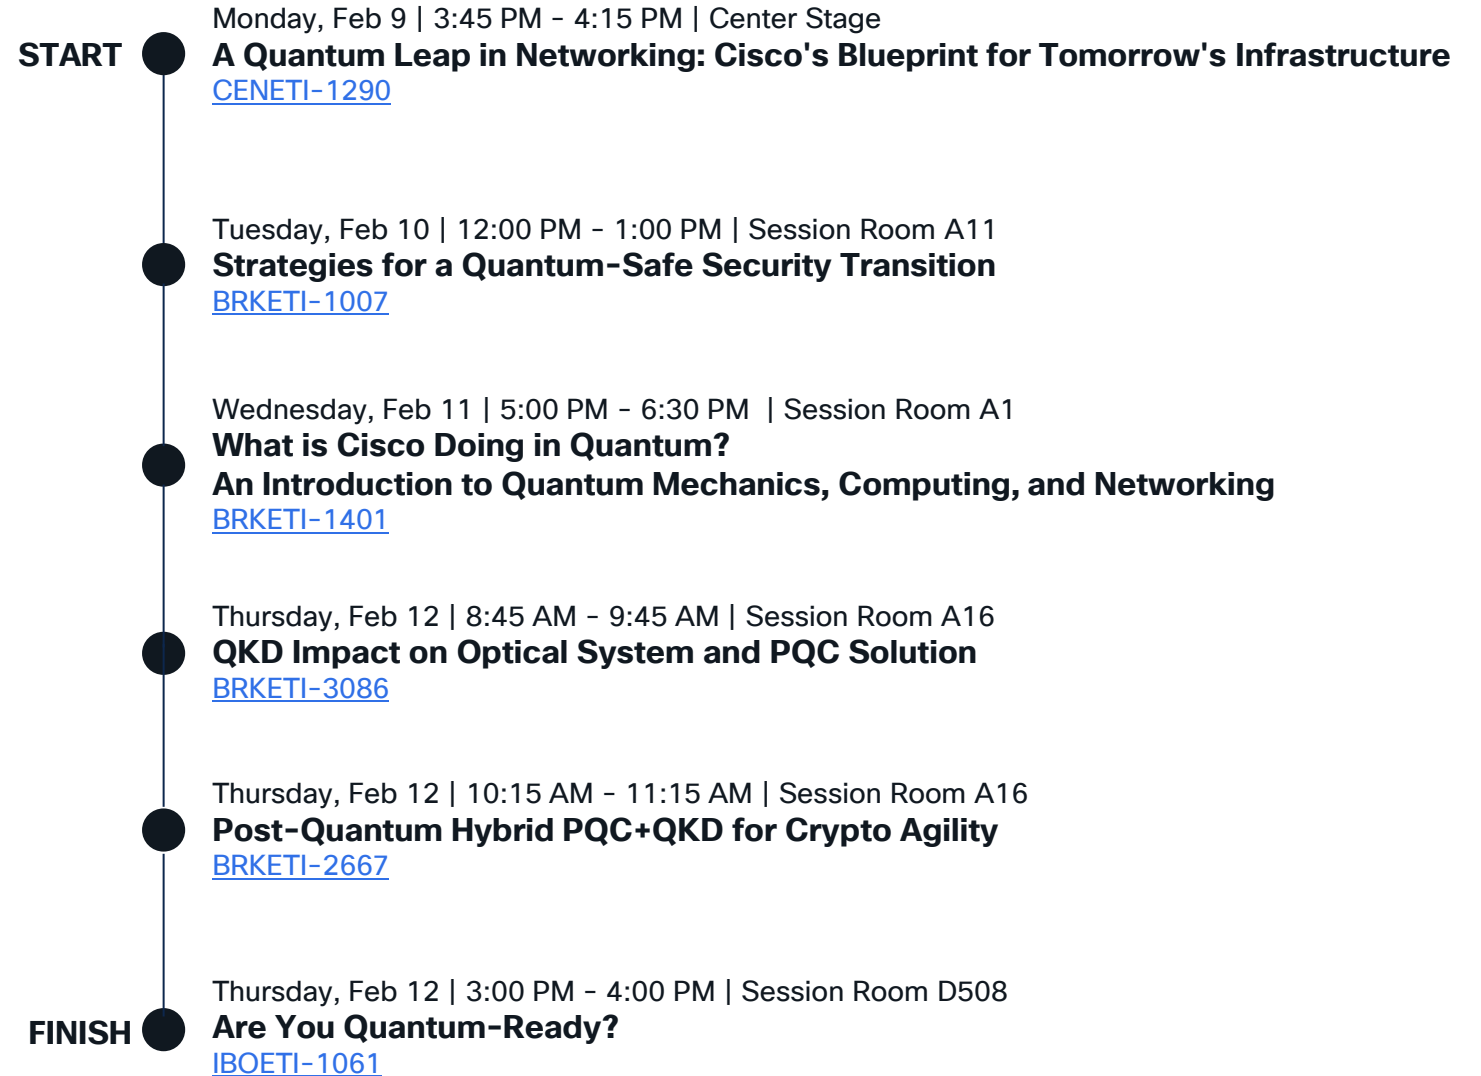 Monday, Feb 9 | 3:45 PM - 4:15 PM | Center Stage
START
A Quantum Leap in Networking: Cisco's Blueprint for Tomorrow's Infrastructure
CENETI-1290
Tuesday, Feb 10 | 12:00 PM - 1:00 PM | Session Room A11
Strategies for a Quantum-Safe Security Transition
BRKETI-1007
Wednesday, Feb 11 | 5:00 PM - 6:30 PM | Session Room A1
What is Cisco Doing in Quantum?
An Introduction to Quantum Mechanics, Computing, and Networking
BRKETI-1401
Thursday, Feb 12 | 8:45 AM - 9:45 AM | Session Room A16
QKD Impact on Optical System and PQC Solution
BRKETI-3086
Thursday, Feb 12 | 10:15 AM - 11:15 AM | Session Room A16
Post-Quantum Hybrid PQC+QKD for Crypto Agility
BRKETI-2667
Thursday, Feb 12 | 3:00 PM - 4:00 PM | Session Room D508
FINISH
Are You Quantum-Ready?
IBOETI-1061